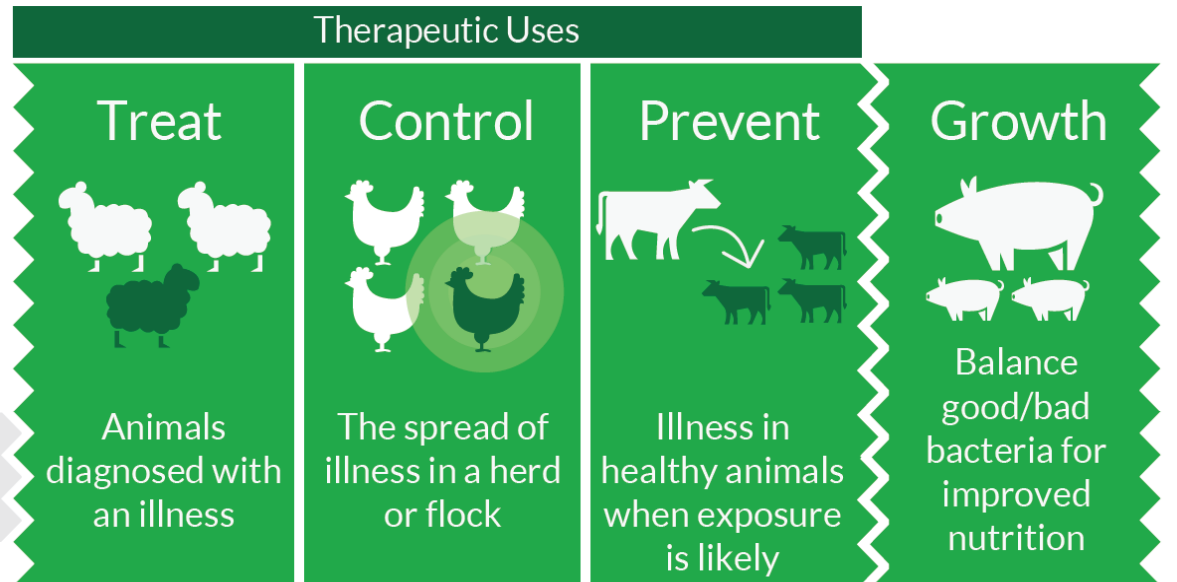 Therapeutic Uses
Treat
Animals
diagnosed with
an illness
Control
The spread of
illness in a herd
or flock
Prevent
Illness in
healthy animals
when exposure
is likely
Growth
Balance
good/bad
bacteria for
improved
nutrition